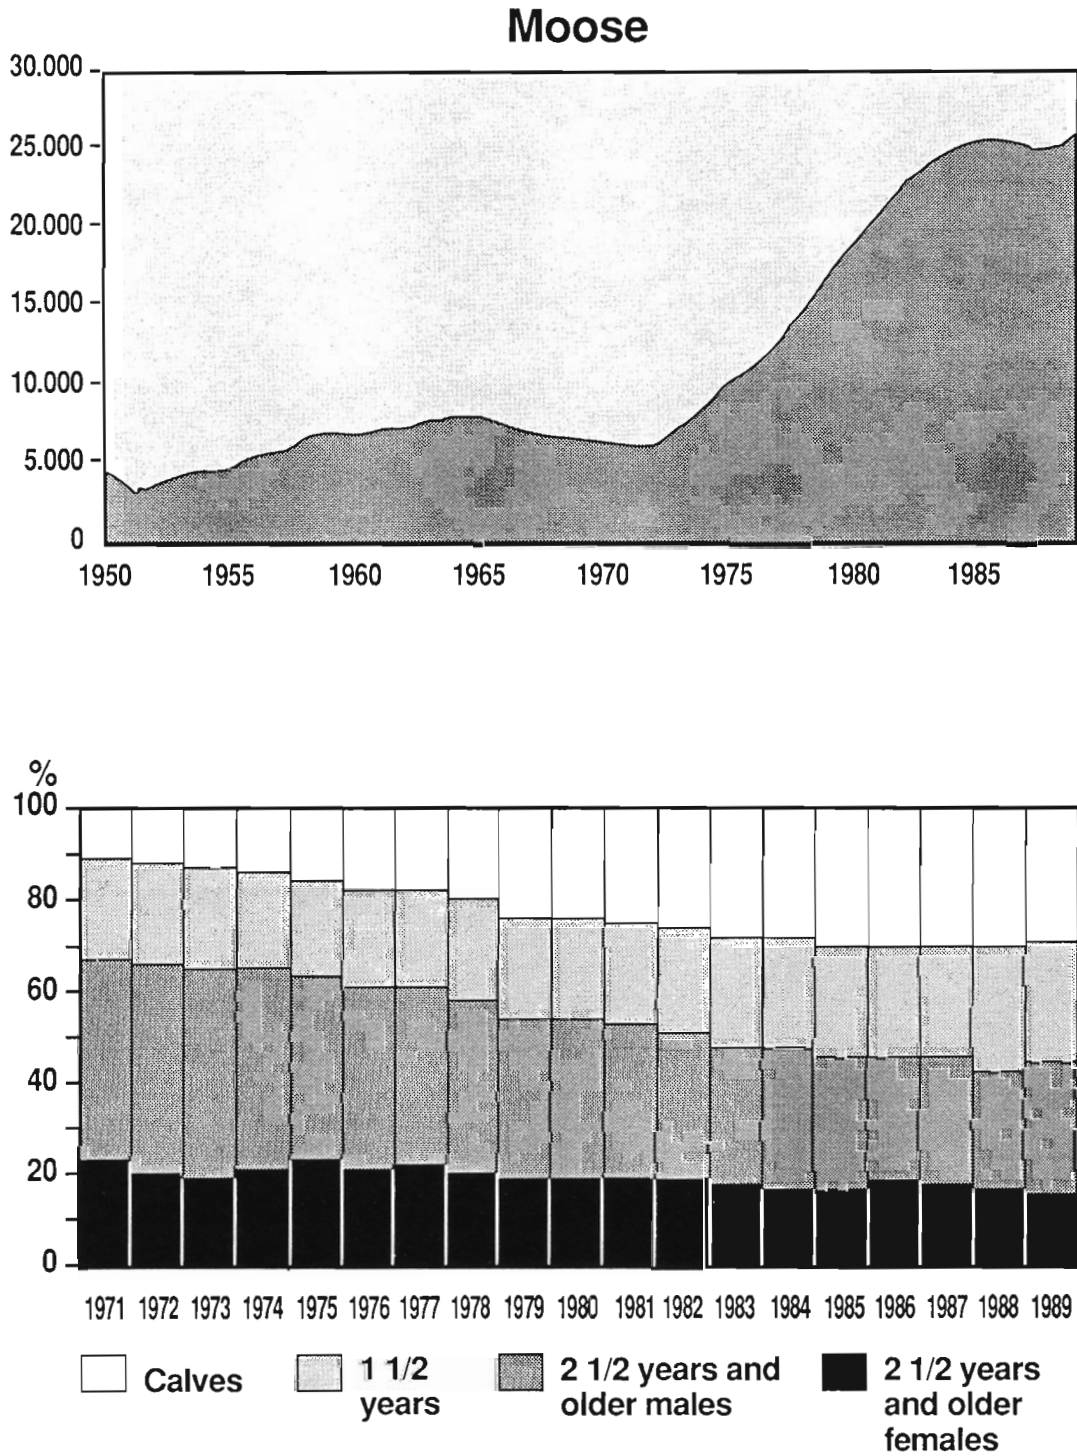 Moose
30.000
25.000
20.000
15.000
10.000
5.000
0
1950 1955 1960 1965 1970 1975 1980 1985
%
100
80
60
40
20
0
1971 1972 1973 1974 1975 1976 1977 1978 1979 1980 1981 1982 1983 1984 1985 1986 1987 1988 1989
Calves
1 1/2
years
2 1/2 years and
older males
2 1/2 years
and older
females